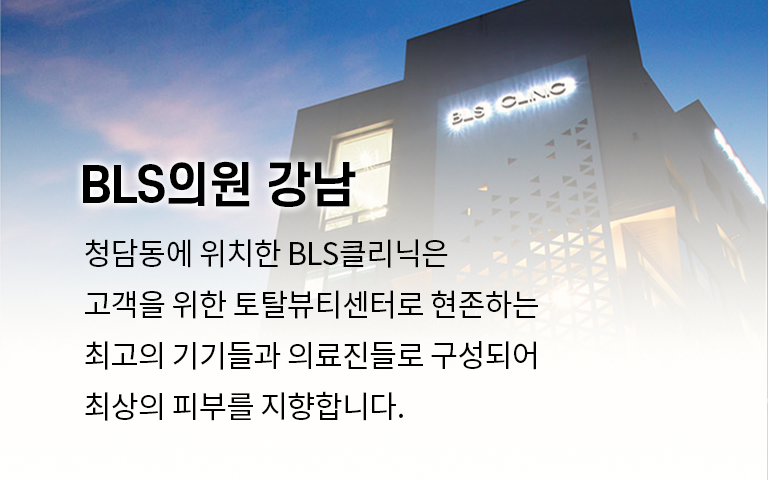 BLS CLINIC
BLS의원 강남
청담동에 위치한 BLS클리닉은
고객을 위한 토탈뷰티센터로 현존하는
최고의 기기들과 의료진들로 구성되어
최상의 피부를 지향합니다.